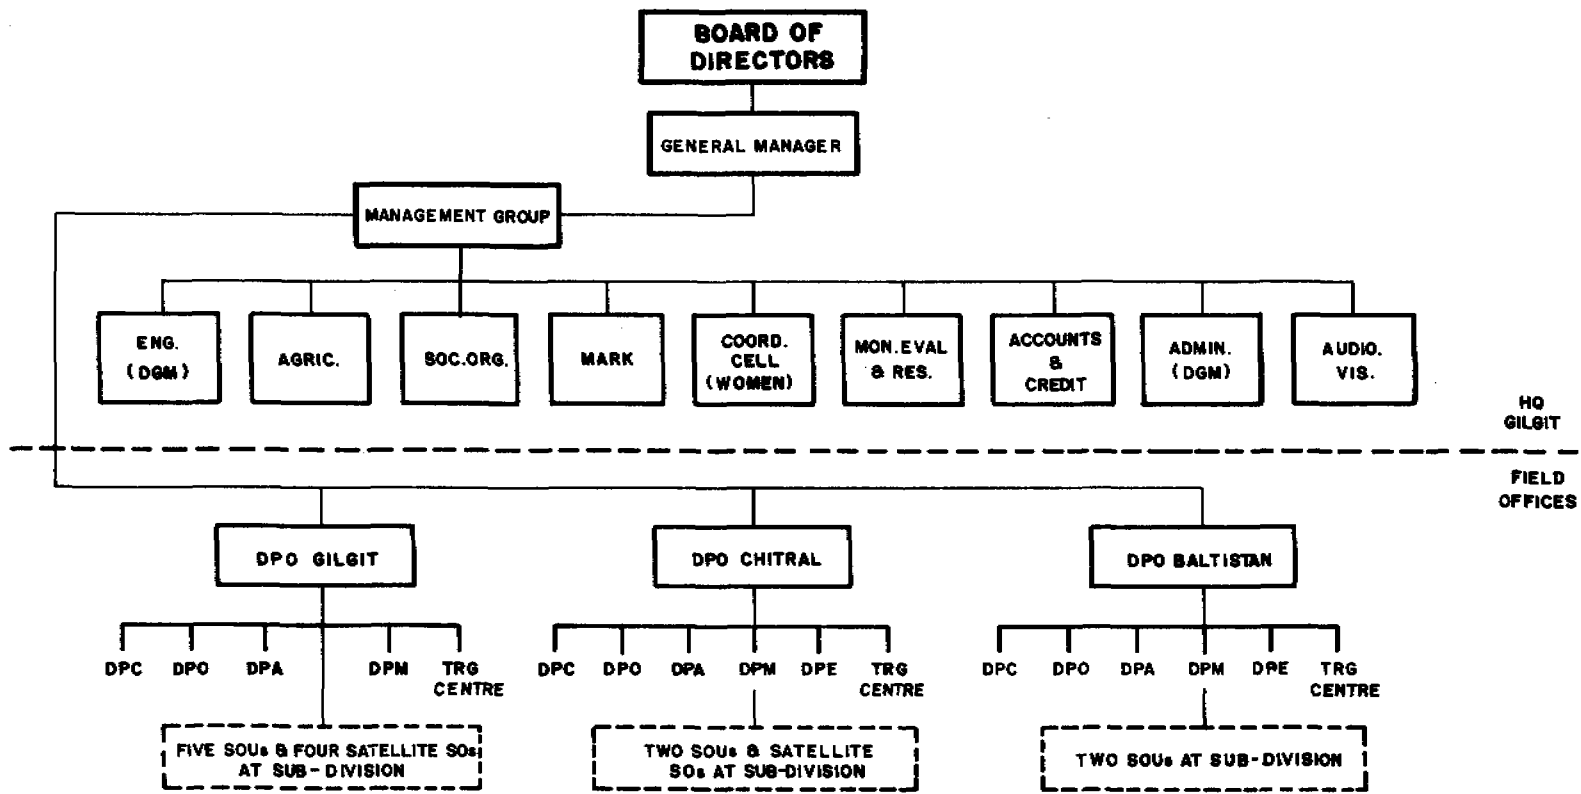 BOARD OF
DIRECTORS
GENERAL MANAGER
MANAGEMENT GROUP
ENG.
(DGM)
AGRIC.
SOC.ORG.
MARK
COORD.
CELL
(WOMEN)
MON.EVAL
& RES.
ACCOUNTS
&
CREDIT
ADMIN.
(DGM)
AUDIO.
VIS.
HQ
GILGIT
FIELD
OFFICES
DPO GILGIT
DPO CHITRAL
DPO BALTISTAN
DPC
DPO
DPA
DPM
TRG
CENTRE
DPC
DPO
DPA
DPM
DPE
TRG
CENTRE
DPC
DPO
DPA
DPM
DPE
TRG
CENTRE
FIVE SOUs & FOUR SATELLITE SOs
AT SUB-DIVISION
TWO SOUs & SATELLITE
SOs AT SUB-DIVISION
TWO SOUs AT SUB-DIVISION